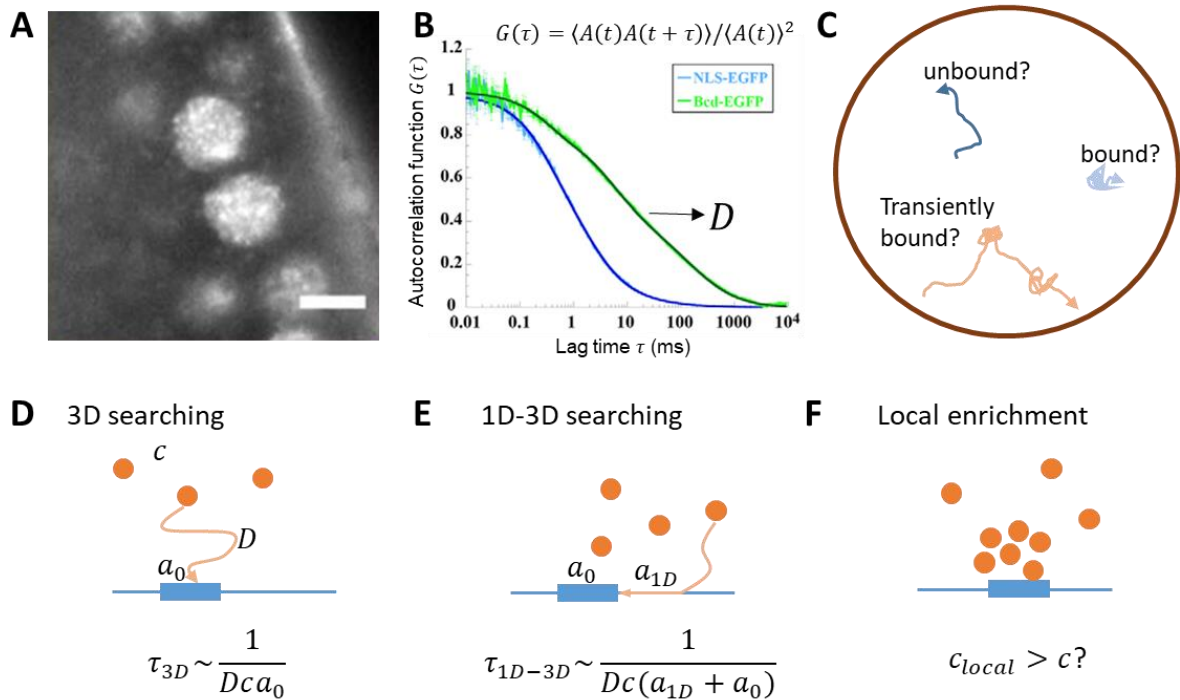 A
B
G(τ) = ⟨A(t)A(t + τ)⟩/⟨A(t)⟩²
Autocorrelation function G(τ)
1.2
1
0.8
0.6
0.4
0.2
0
NLS-EGFP
Bcd-EGFP
D
0.01 0.1 1 10 100 1000 10⁴
Lag time τ (ms)
C
unbound?
bound?
Transiently
bound?
D 3D searching
c
D
a₀
τ₃D ~ 1/(Dca₀)
E 1D-3D searching
a₀ a₁D
τ₁D₋₃D ~ 1/(Dc(a₁D + a₀))
F Local enrichment
c_local > c?